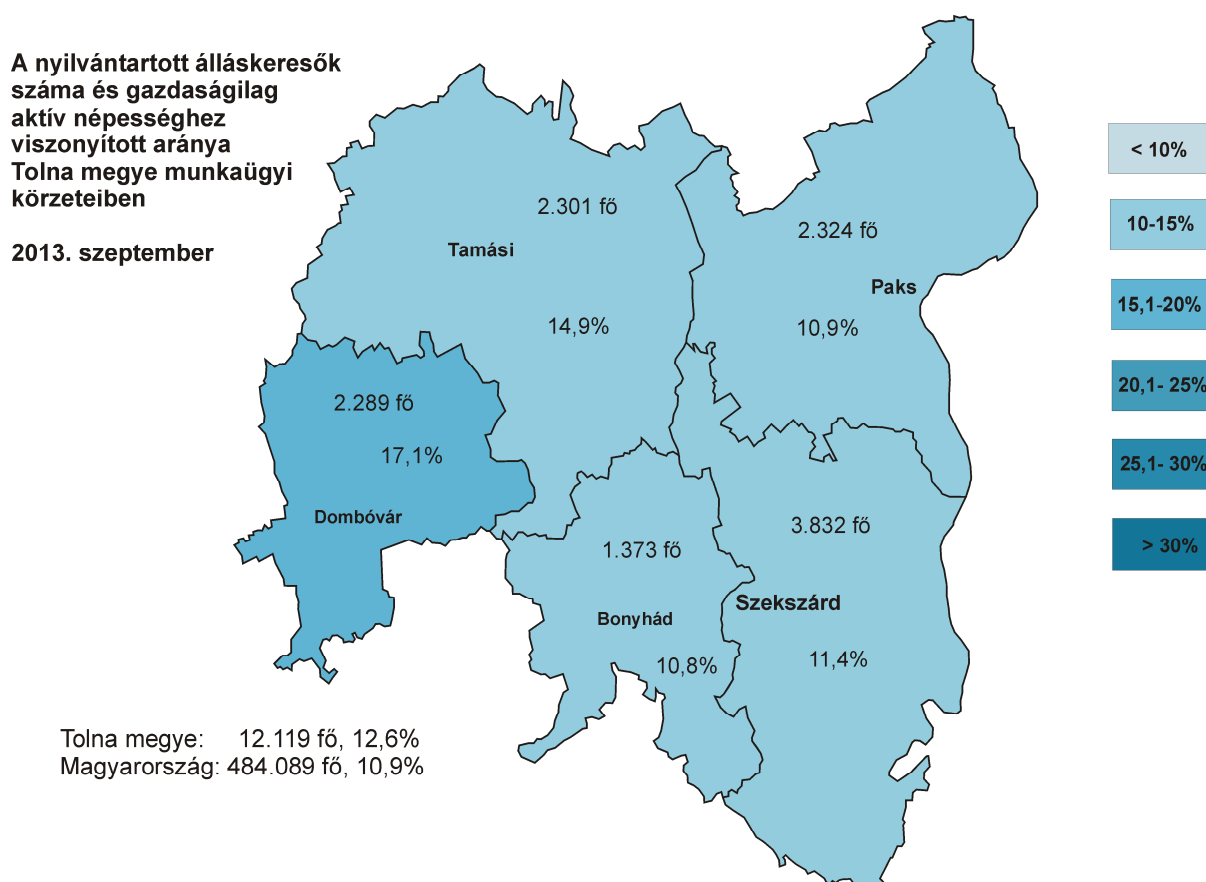 A nyilvántartott álláskeresők
száma és gazdaságilag
aktív népességhez
viszonyított aránya
Tolna megye munkaügyi
körzeteiben
2013. szeptember
2.301 fő
Tamási
14,9%
2.324 fő
Paks
10,9%
2.289 fő
17,1%
Dombóvár
1.373 fő
Bonyhád
10,8%
3.832 fő
Szekszárd
11,4%
Tolna megye: 12.119 fő, 12,6%
Magyarország: 484.089 fő, 10,9%
< 10%
10-15%
15,1-20%
20,1- 25%
25,1- 30%
> 30%